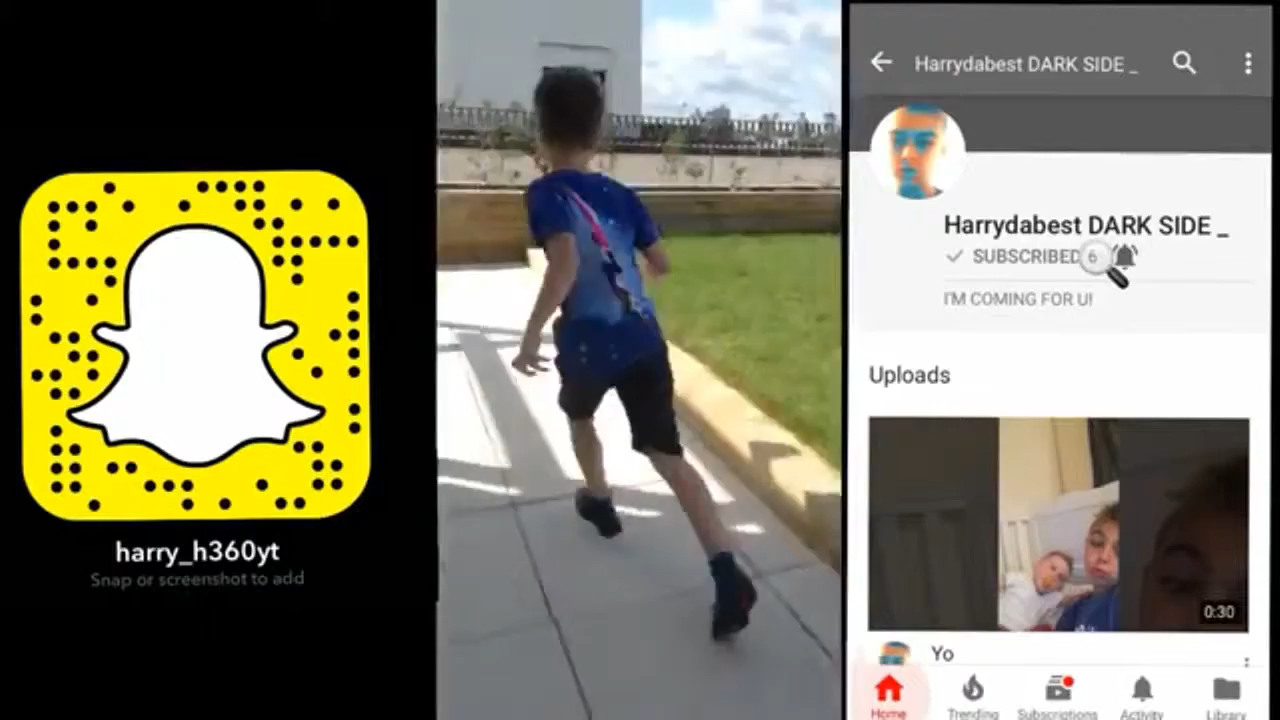 harry_h360yt
Snap or screenshot to add
Harrydabest DARK SIDE _
Harrydabest DARK SIDE _
SUBSCRIBED 6
I'M COMING FOR U!
Uploads
0:30
Yo
Home
Trending
Subscriptions
Activity
Library